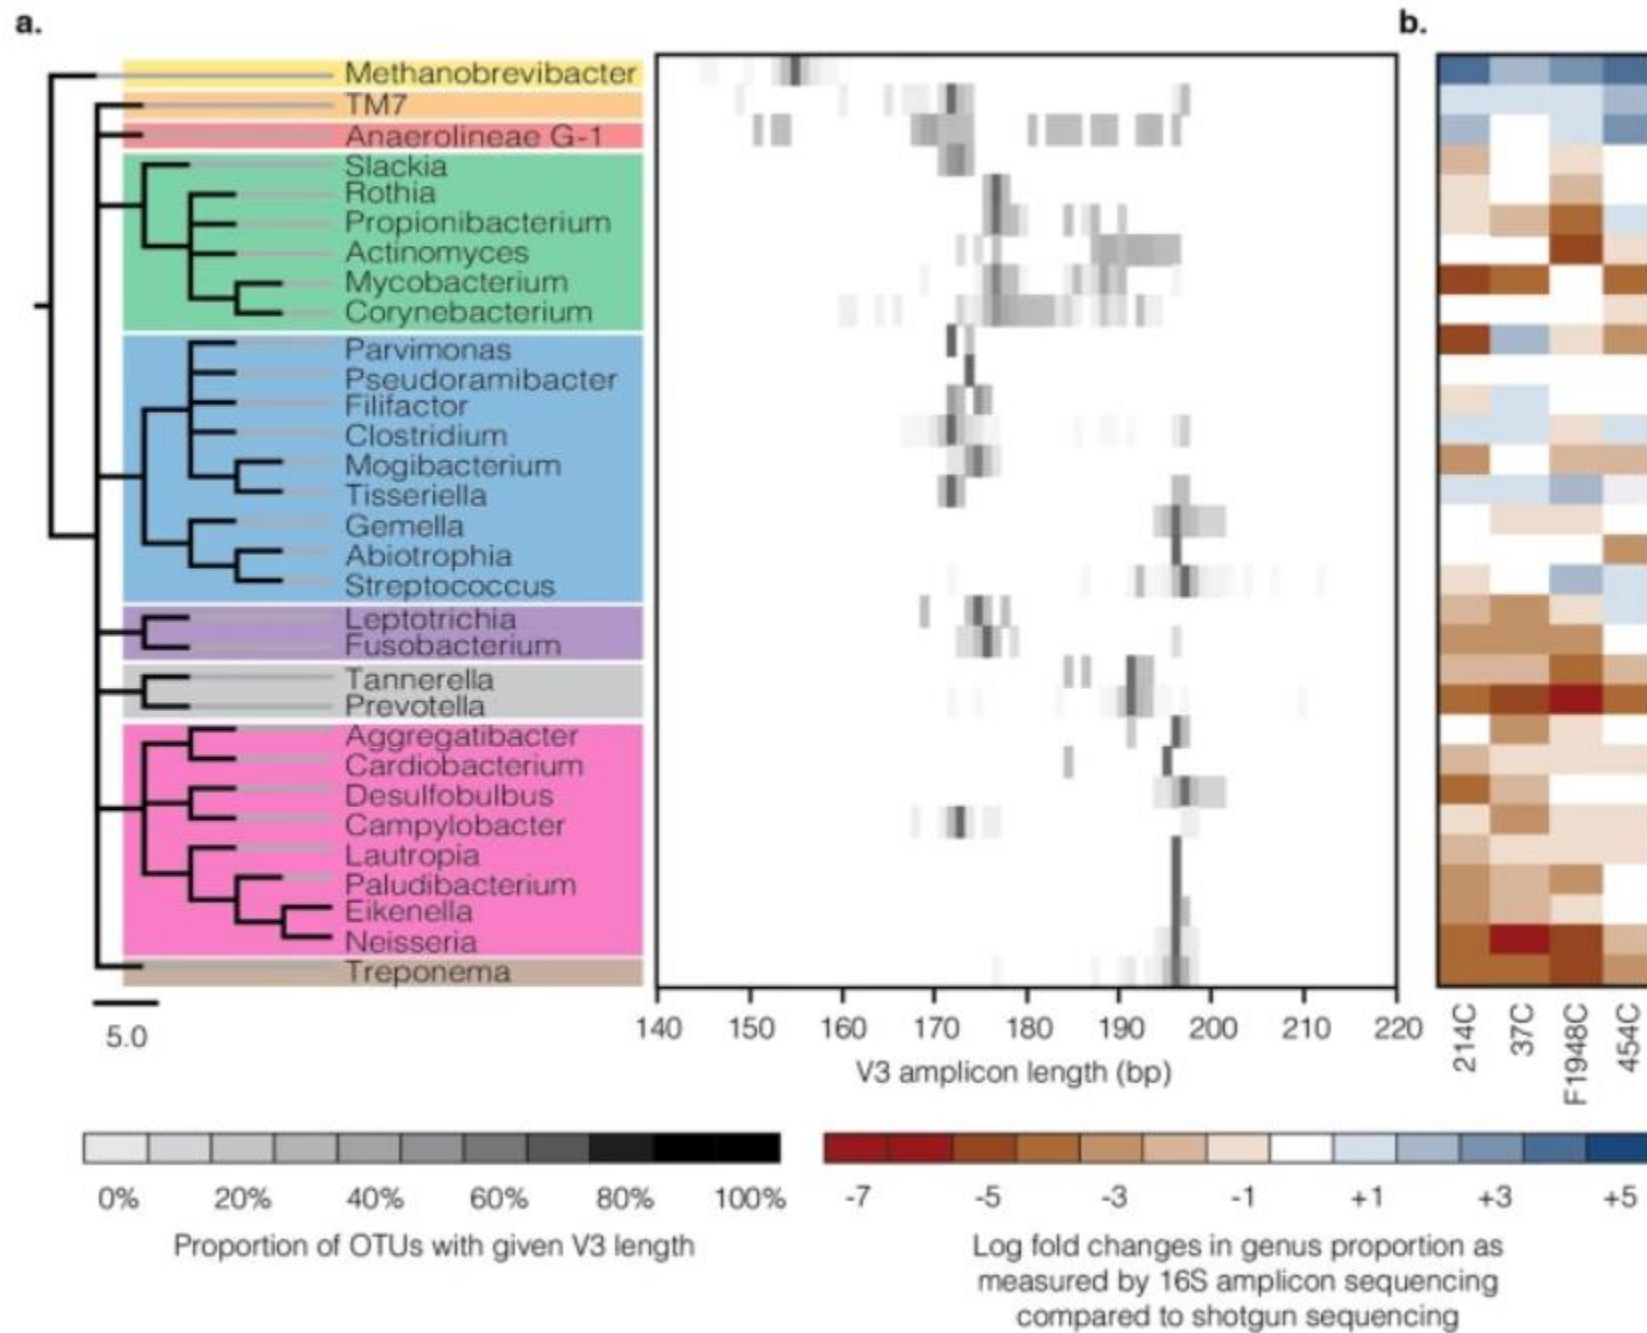 a.
b.
Methanobrevibacter
TM7
Anaerolineae G-1
Slackia
Rothia
Propionibacterium
Actinomyces
Mycobacterium
Corynebacterium
Parvimonas
Pseudoramibacter
Filifactor
Clostridium
Mogibacterium
Tisseriella
Gemella
Abiotrophia
Streptococcus
Leptotrichia
Fusobacterium
Tannerella
Prevotella
Aggregatibacter
Cardiobacterium
Desulfobulbus
Campylobacter
Lautropia
Paludibacterium
Eikenella
Neisseria
Treponema
5.0
140 150 160 170 180 190 200 210 220
V3 amplicon length (bp)
214C 37C F1948C 454C
0% 20% 40% 60% 80% 100%
Proportion of OTUs with given V3 length
-7 -5 -3 -1 +1 +3 +5
Log fold changes in genus proportion as
measured by 16S amplicon sequencing
compared to shotgun sequencing